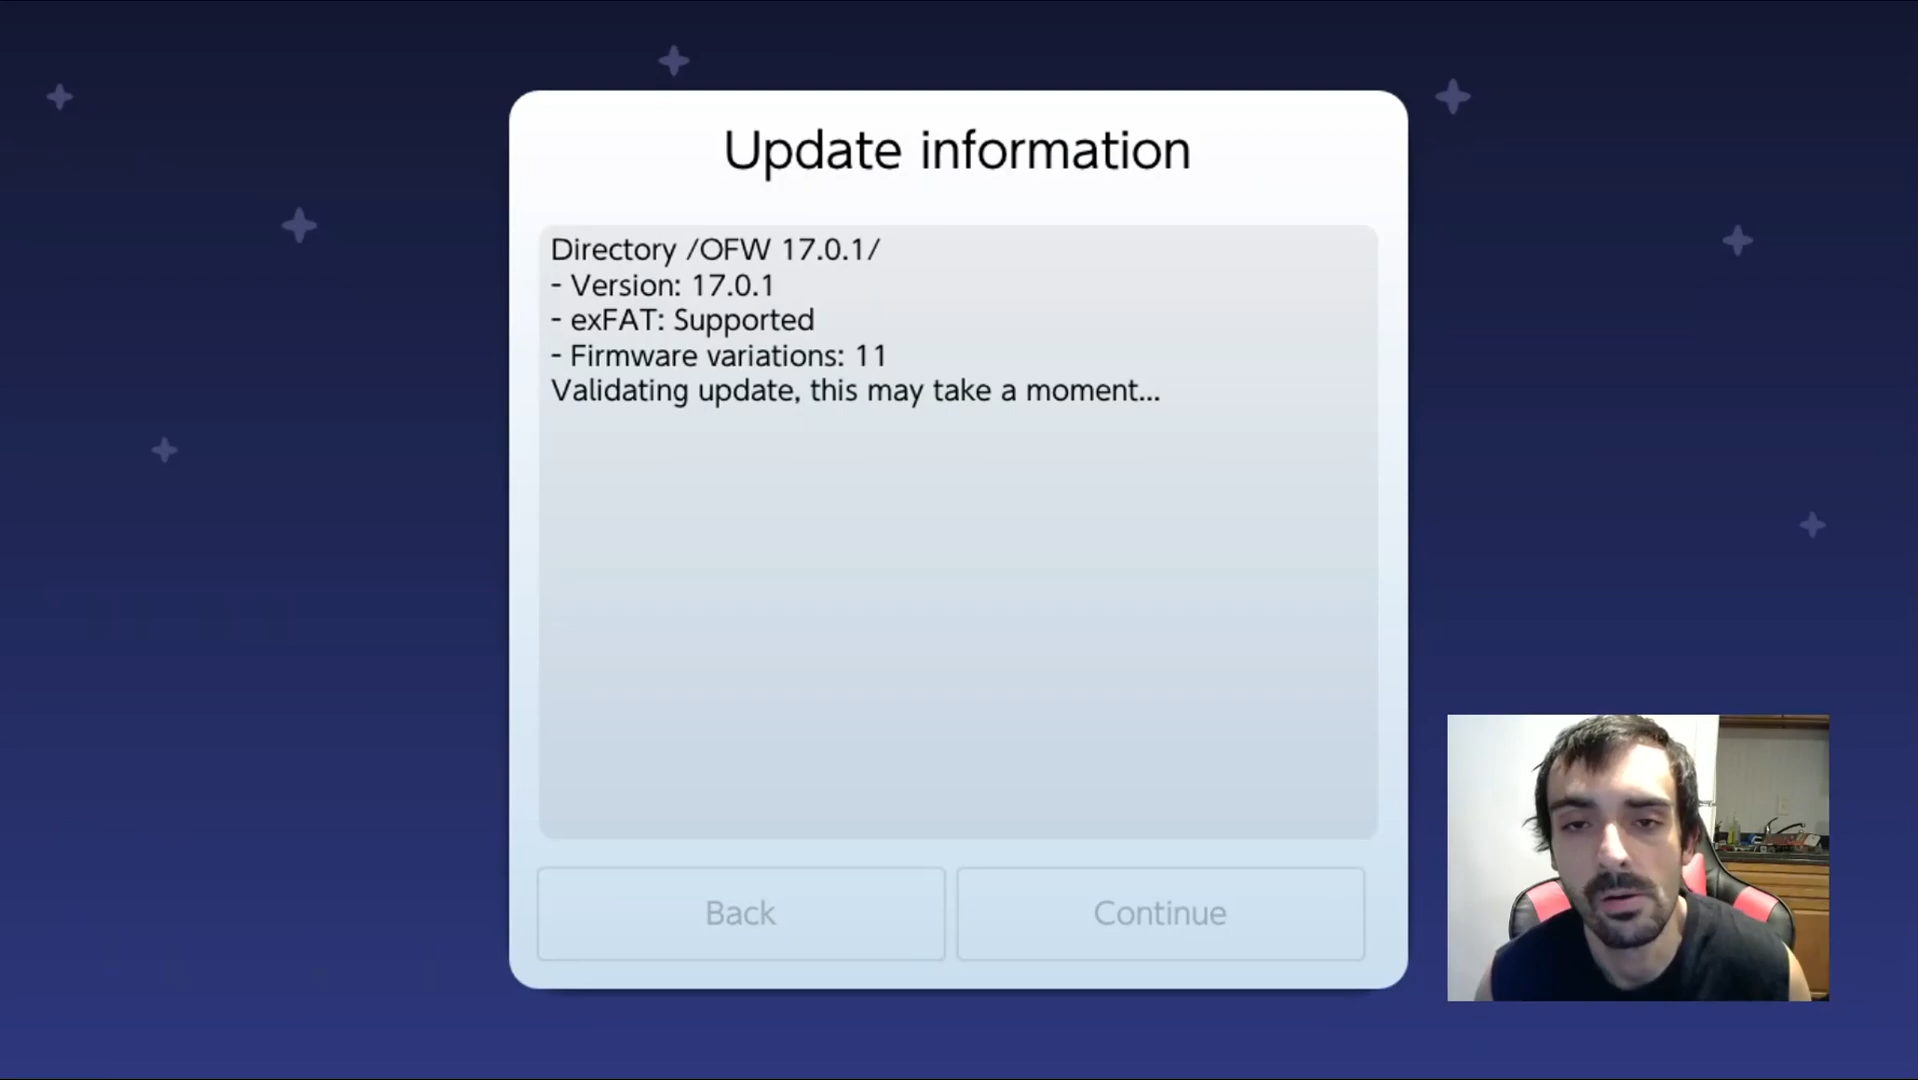 Update information
Directory /OFW 17.0.1/
- Version: 17.0.1
- exFAT: Supported
- Firmware variations: 11
Validating update, this may take a moment...
Back
Continue